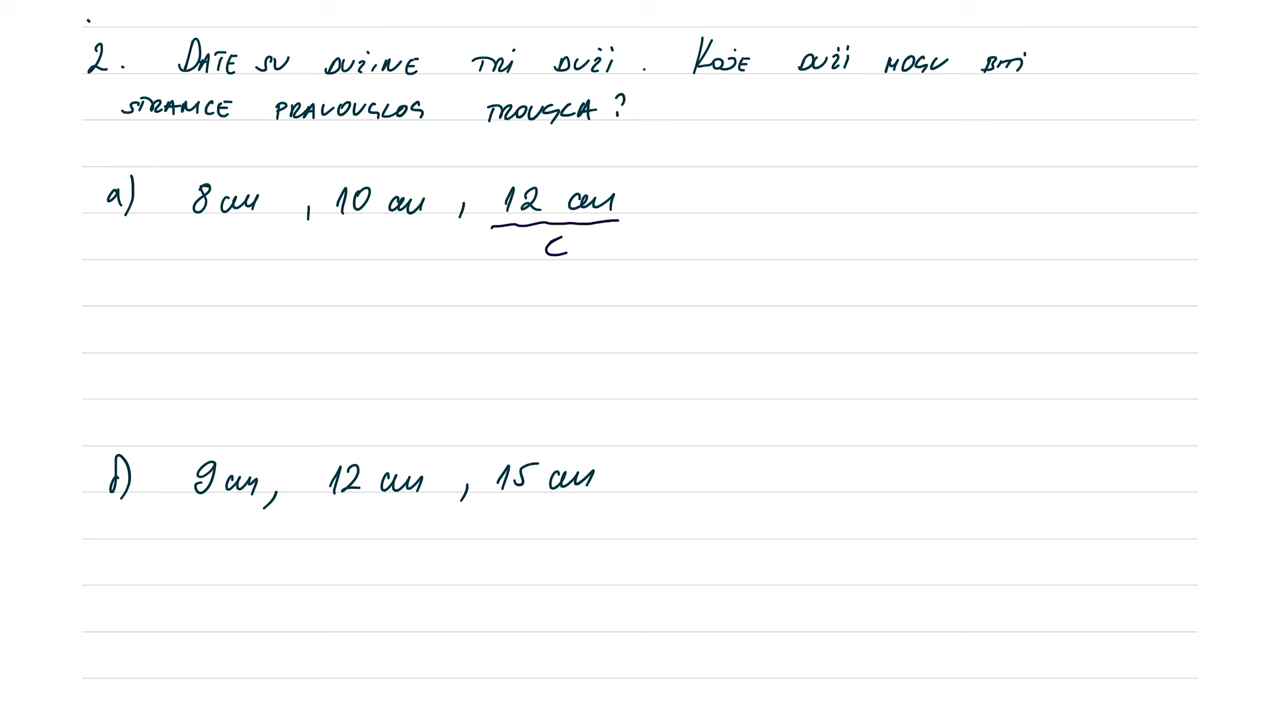 2. DATE SU DUŽINE TRI DUŽI. KOJE DUŽI MOGU BITI
STRANICE PRAVOUGLOG TROUGLA?
a) 8 cm, 10 cm, 12 cm
c
b) 9 cm, 12 cm, 15 cm